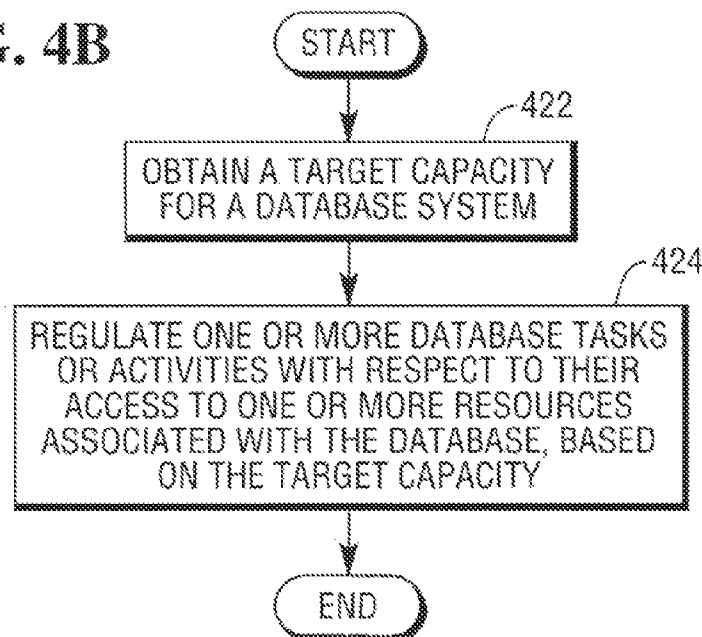 G. 4B
START
422
OBTAIN A TARGET CAPACITY
FOR A DATABASE SYSTEM
424
REGULATE ONE OR MORE DATABASE TASKS
OR ACTIVITIES WITH RESPECT TO THEIR
ACCESS TO ONE OR MORE RESOURCES
ASSOCIATED WITH THE DATABASE, BASED
ON THE TARGET CAPACITY
END